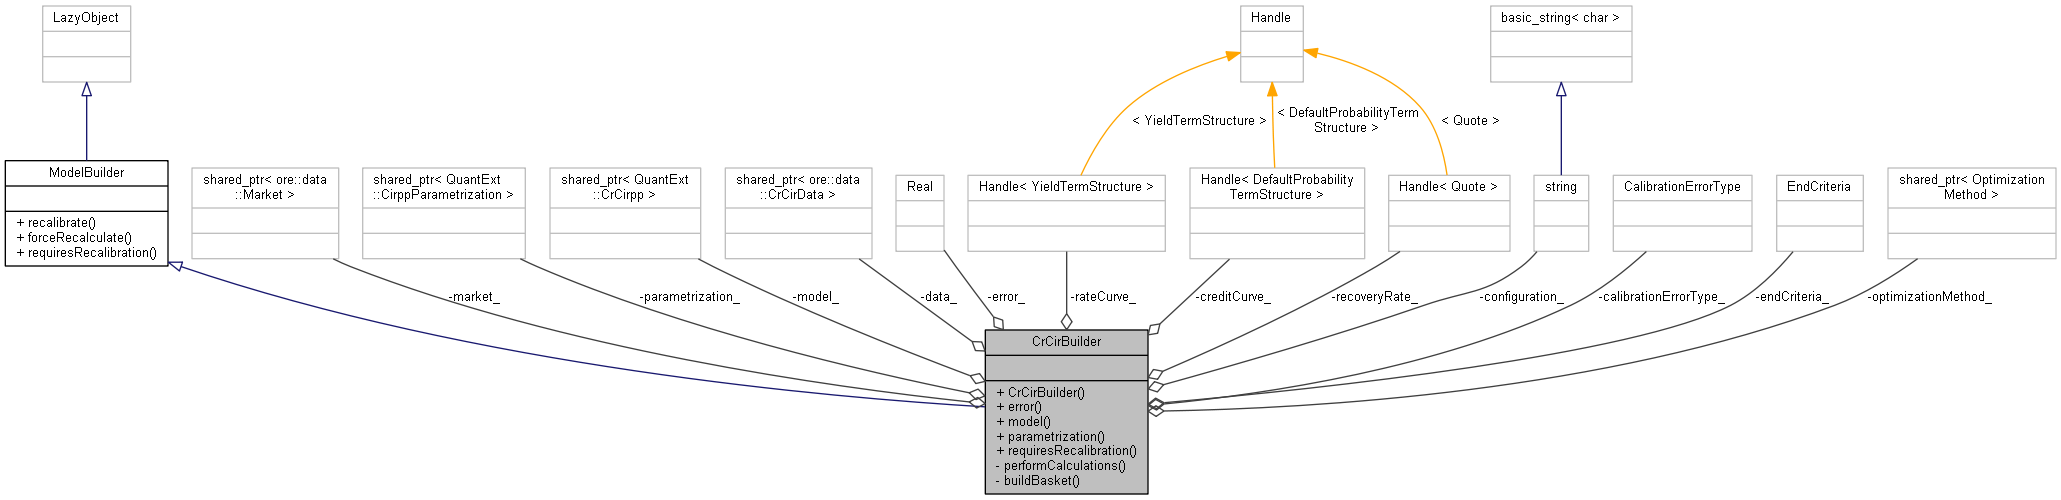 LazyObject
Handle
basic_string< char >
< YieldTermStructure >
< DefaultProbabilityTerm
Structure >
< Quote >
ModelBuilder
+ recalibrate()
+ forceRecalculate()
+ requiresRecalibration()
shared_ptr< ore::data
::Market >
shared_ptr< QuantExt
::CirppParametrization >
shared_ptr< QuantExt
::CrCirpp >
shared_ptr< ore::data
::CrCirData >
Real
Handle< YieldTermStructure >
Handle< DefaultProbability
TermStructure >
Handle< Quote >
string
CalibrationErrorType
EndCriteria
shared_ptr< Optimization
Method >
-market_
-parametrization_
-model_
-data_
-error_
-rateCurve_
-creditCurve_
-recoveryRate_
-configuration_
-calibrationErrorType_
-endCriteria_
-optimizationMethod_
CrCirBuilder
+ CrCirBuilder()
+ error()
+ model()
+ parametrization()
+ requiresRecalibration()
- performCalculations()
- buildBasket()